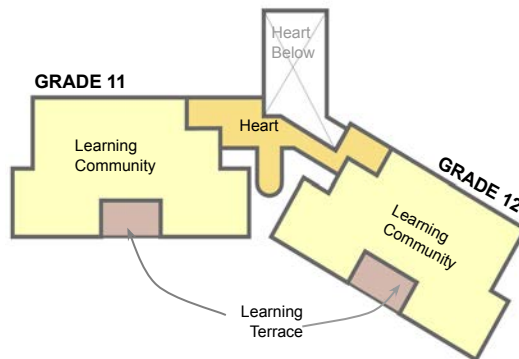 Heart
Below
GRADE 11
Heart
Learning
Community
GRADE 12
Learning
Community
Learning
Terrace